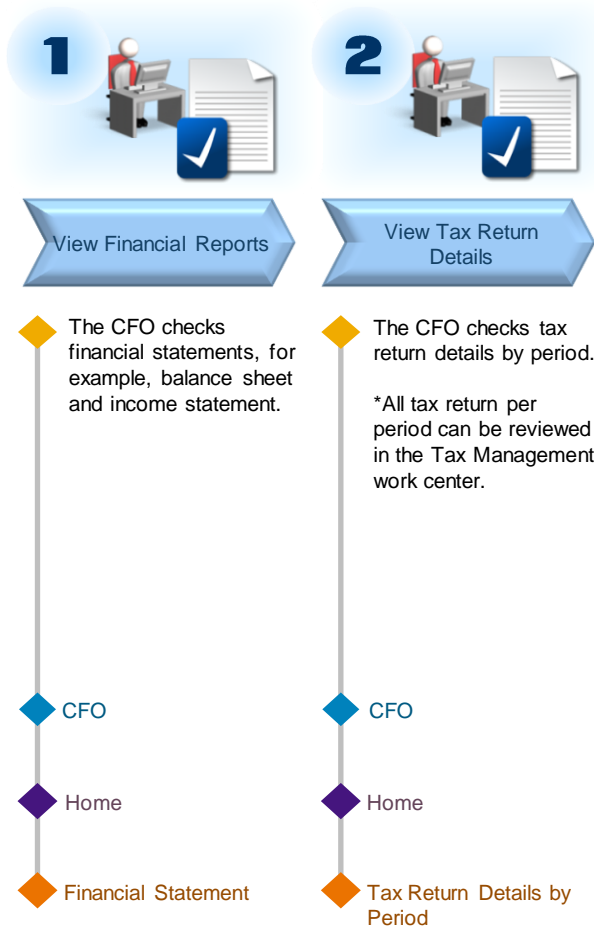 1
View Financial Reports
The CFO checks
financial statements, for
example, balance sheet
and income statement.
CFO
Home
Financial Statement
2
View Tax Return
Details
The CFO checks tax
return details by period.
*All tax return per
period can be reviewed
in the Tax Management
work center.
CFO
Home
Tax Return Details by
Period